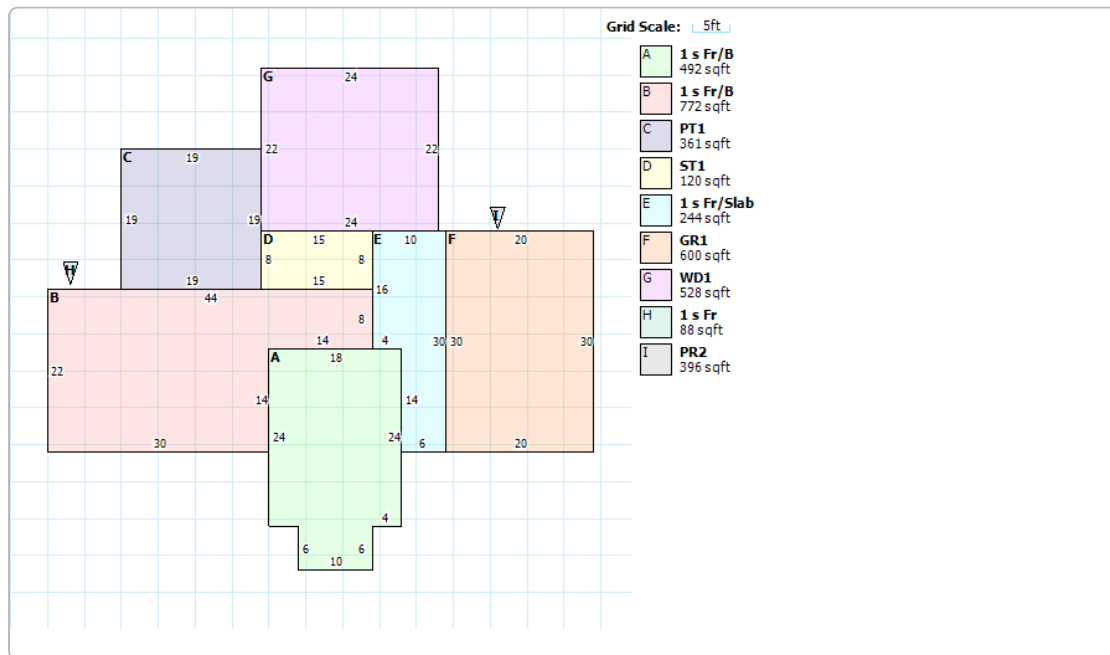 Grid Scale: 5ft
A 1 s Fr/B
492 sqft
B 1 s Fr/B
772 sqft
C PT1
361 sqft
D ST1
120 sqft
E 1 s Fr/Slab
244 sqft
F GR1
600 sqft
G WD1
528 sqft
H 1 s Fr
88 sqft
I PR2
396 sqft
G 24
22 22
C 19
19 19
24
I
D 15 E 10 F 20
8 8
H
19 15 16
B 44
8
14 4 30 30 30
A 18
22
14 14
24 24
30 6 20
4
6 6
10